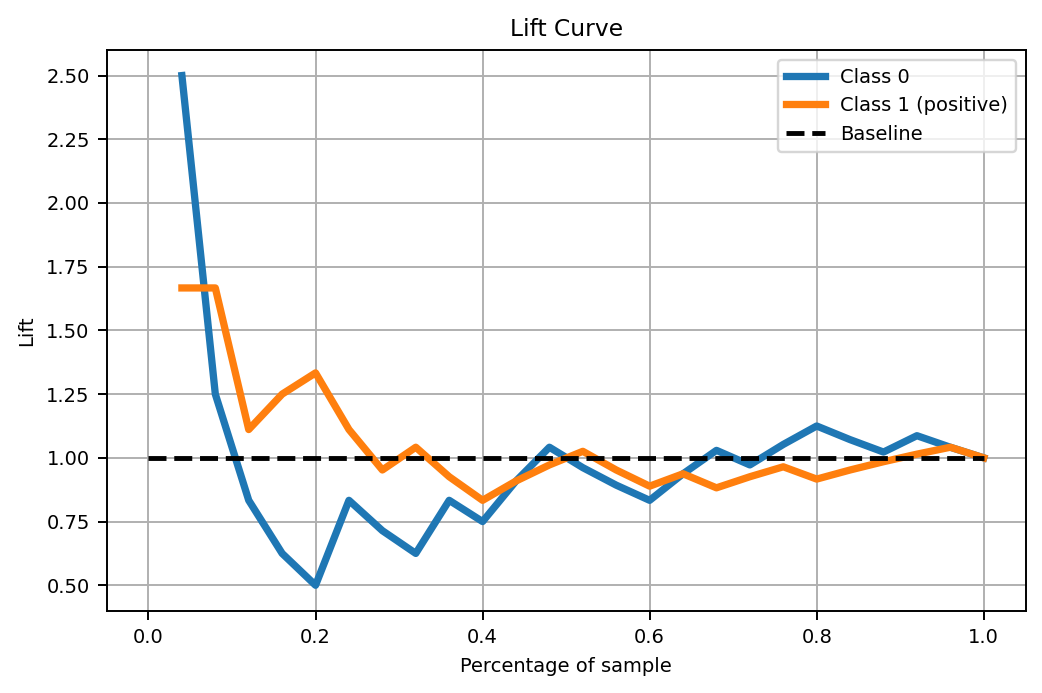 Lift Curve
Class 0
Class 1 (positive)
Baseline
2.50
2.25
2.00
1.75
1.50
1.25
1.00
0.75
0.50
Lift
0.0 0.2 0.4 0.6 0.8 1.0
Percentage of sample